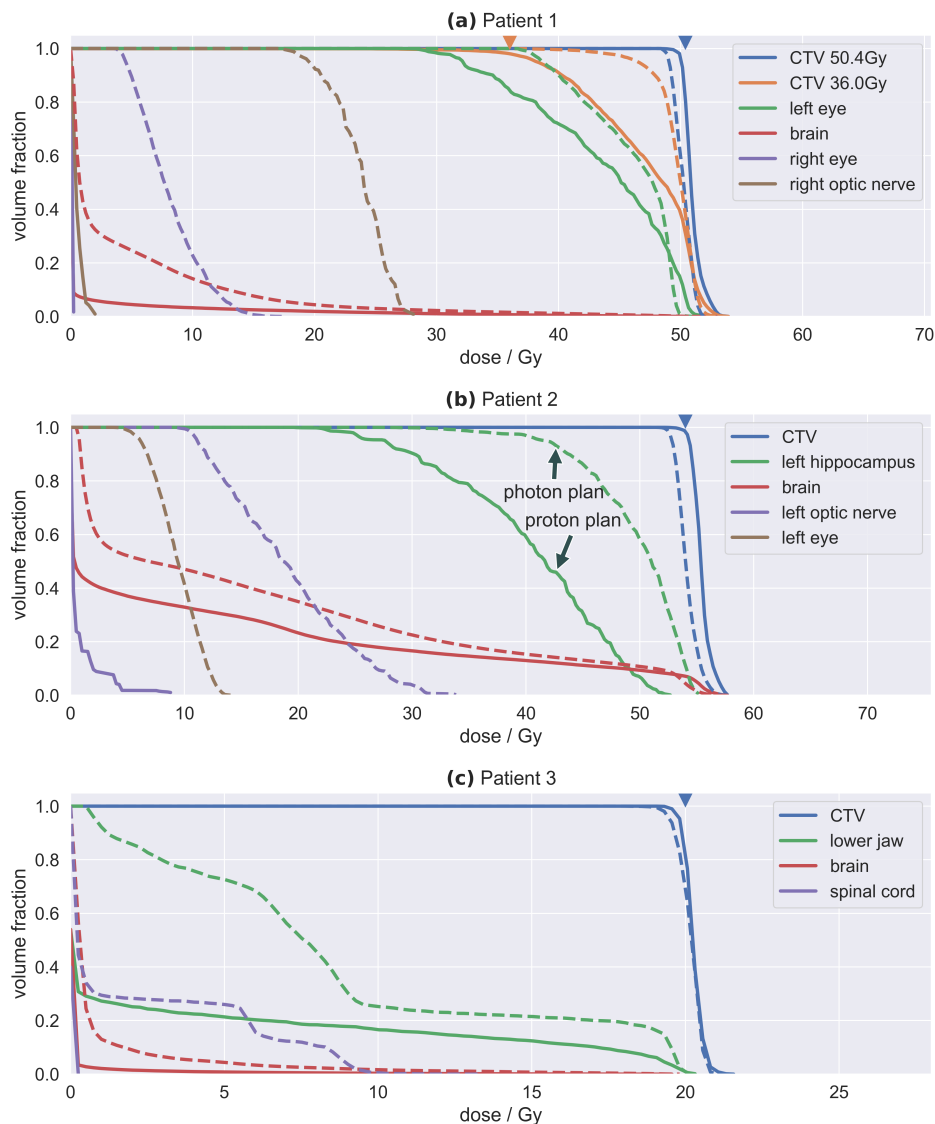 (a) Patient 1
1.0
0.8
0.6
0.4
0.2
0.0
volume fraction
CTV 50.4Gy
CTV 36.0Gy
left eye
brain
right eye
right optic nerve
0 10 20 30 40 50 60 70
dose / Gy
(b) Patient 2
1.0
0.8
0.6
0.4
0.2
0.0
volume fraction
photon plan
proton plan
CTV
left hippocampus
brain
left optic nerve
left eye
0 10 20 30 40 50 60 70
dose / Gy
(c) Patient 3
1.0
0.8
0.6
0.4
0.2
0.0
volume fraction
CTV
lower jaw
brain
spinal cord
0 5 10 15 20 25
dose / Gy